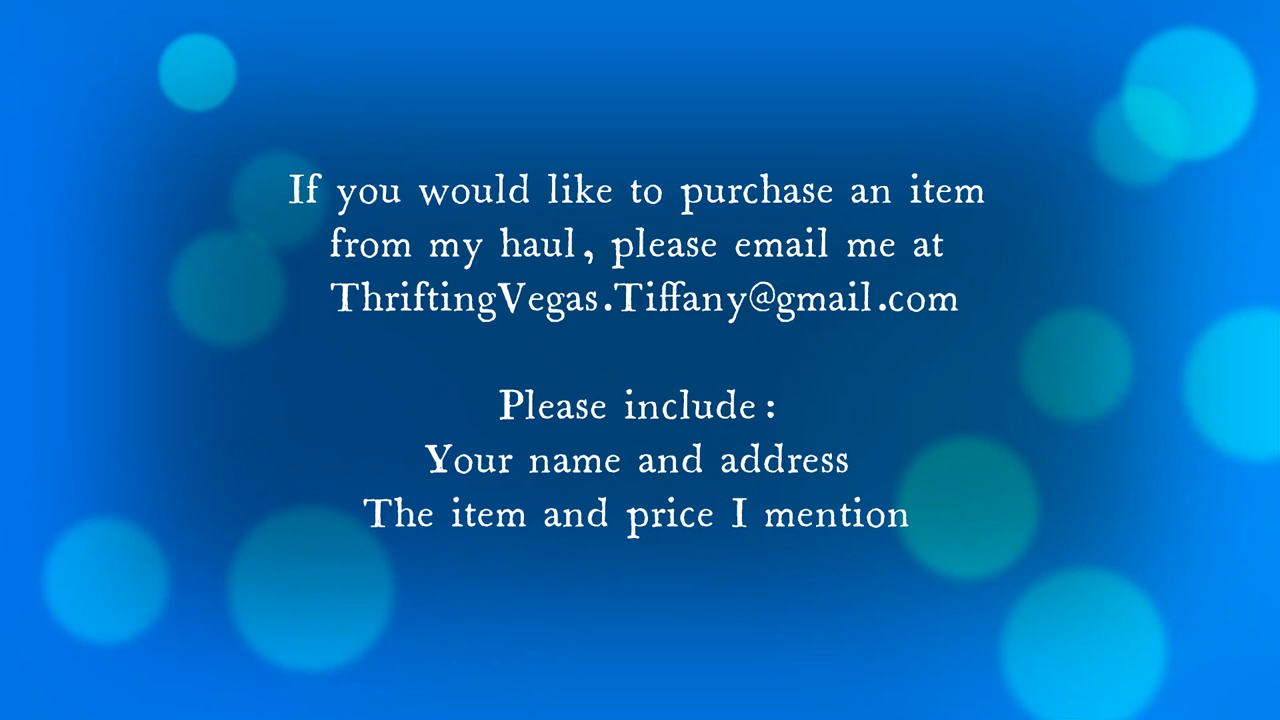 If you would like to purchase an item
from my haul, please email me at
ThriftingVegas.Tiffany@gmail.com
Please include:
Your name and address
The item and price I mention